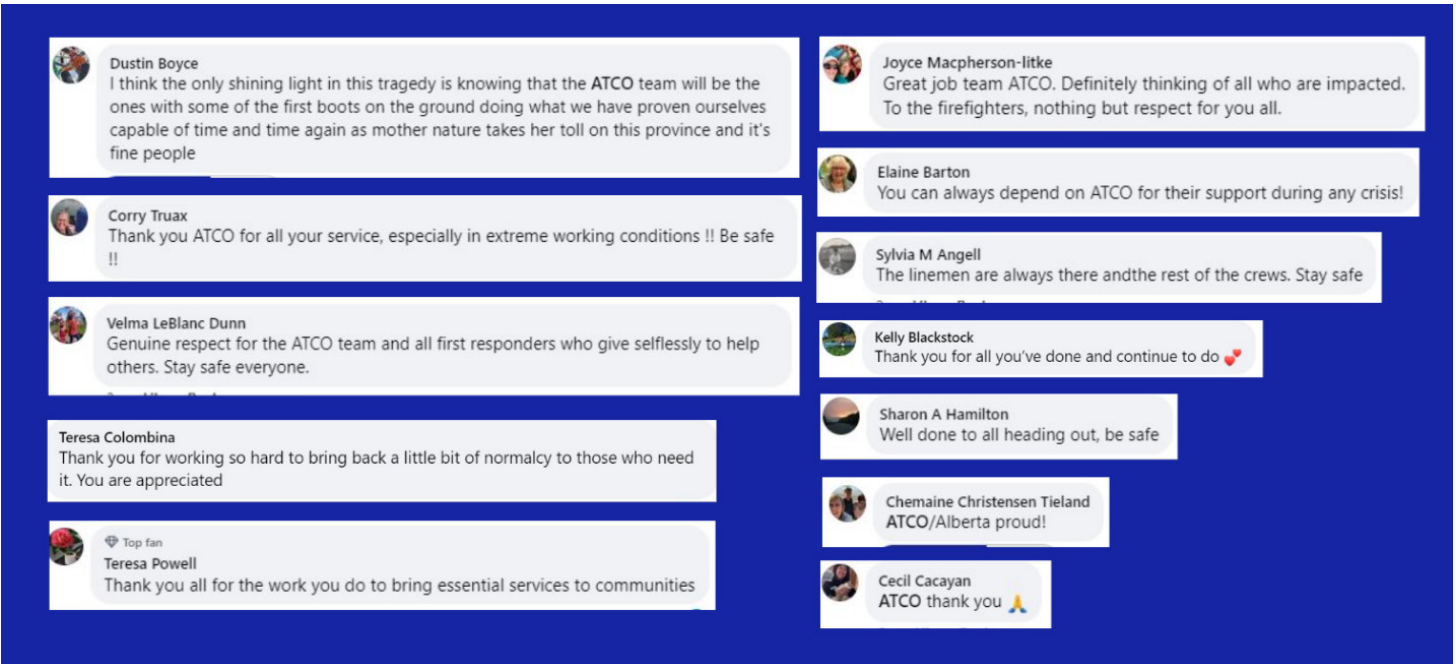 Dustin Boyce
I think the only shining light in this tragedy is knowing that the ATCO team will be the
ones with some of the first boots on the ground doing what we have proven ourselves
capable of time and time again as mother nature takes her toll on this province and it's
fine people
Corry Truax
Thank you ATCO for all your service, especially in extreme working conditions !! Be safe
!!
Velma LeBlanc Dunn
Genuine respect for the ATCO team and all first responders who give selflessly to help
others. Stay safe everyone.
Teresa Colombina
Thank you for working so hard to bring back a little bit of normalcy to those who need
it. You are appreciated
Top fan
Teresa Powell
Thank you all for the work you do to bring essential services to communities
Joyce Macpherson-litke
Great job team ATCO. Definitely thinking of all who are impacted.
To the firefighters, nothing but respect for you all.
Elaine Barton
You can always depend on ATCO for their support during any crisis!
Sylvia M Angell
The linemen are always there andthe rest of the crews. Stay safe
Kelly Blackstock
Thank you for all you've done and continue to do 💕
Sharon A Hamilton
Well done to all heading out, be safe
Chemaine Christensen Tieland
ATCO/Alberta proud!
Cecil Cacayan
ATCO thank you 🙏